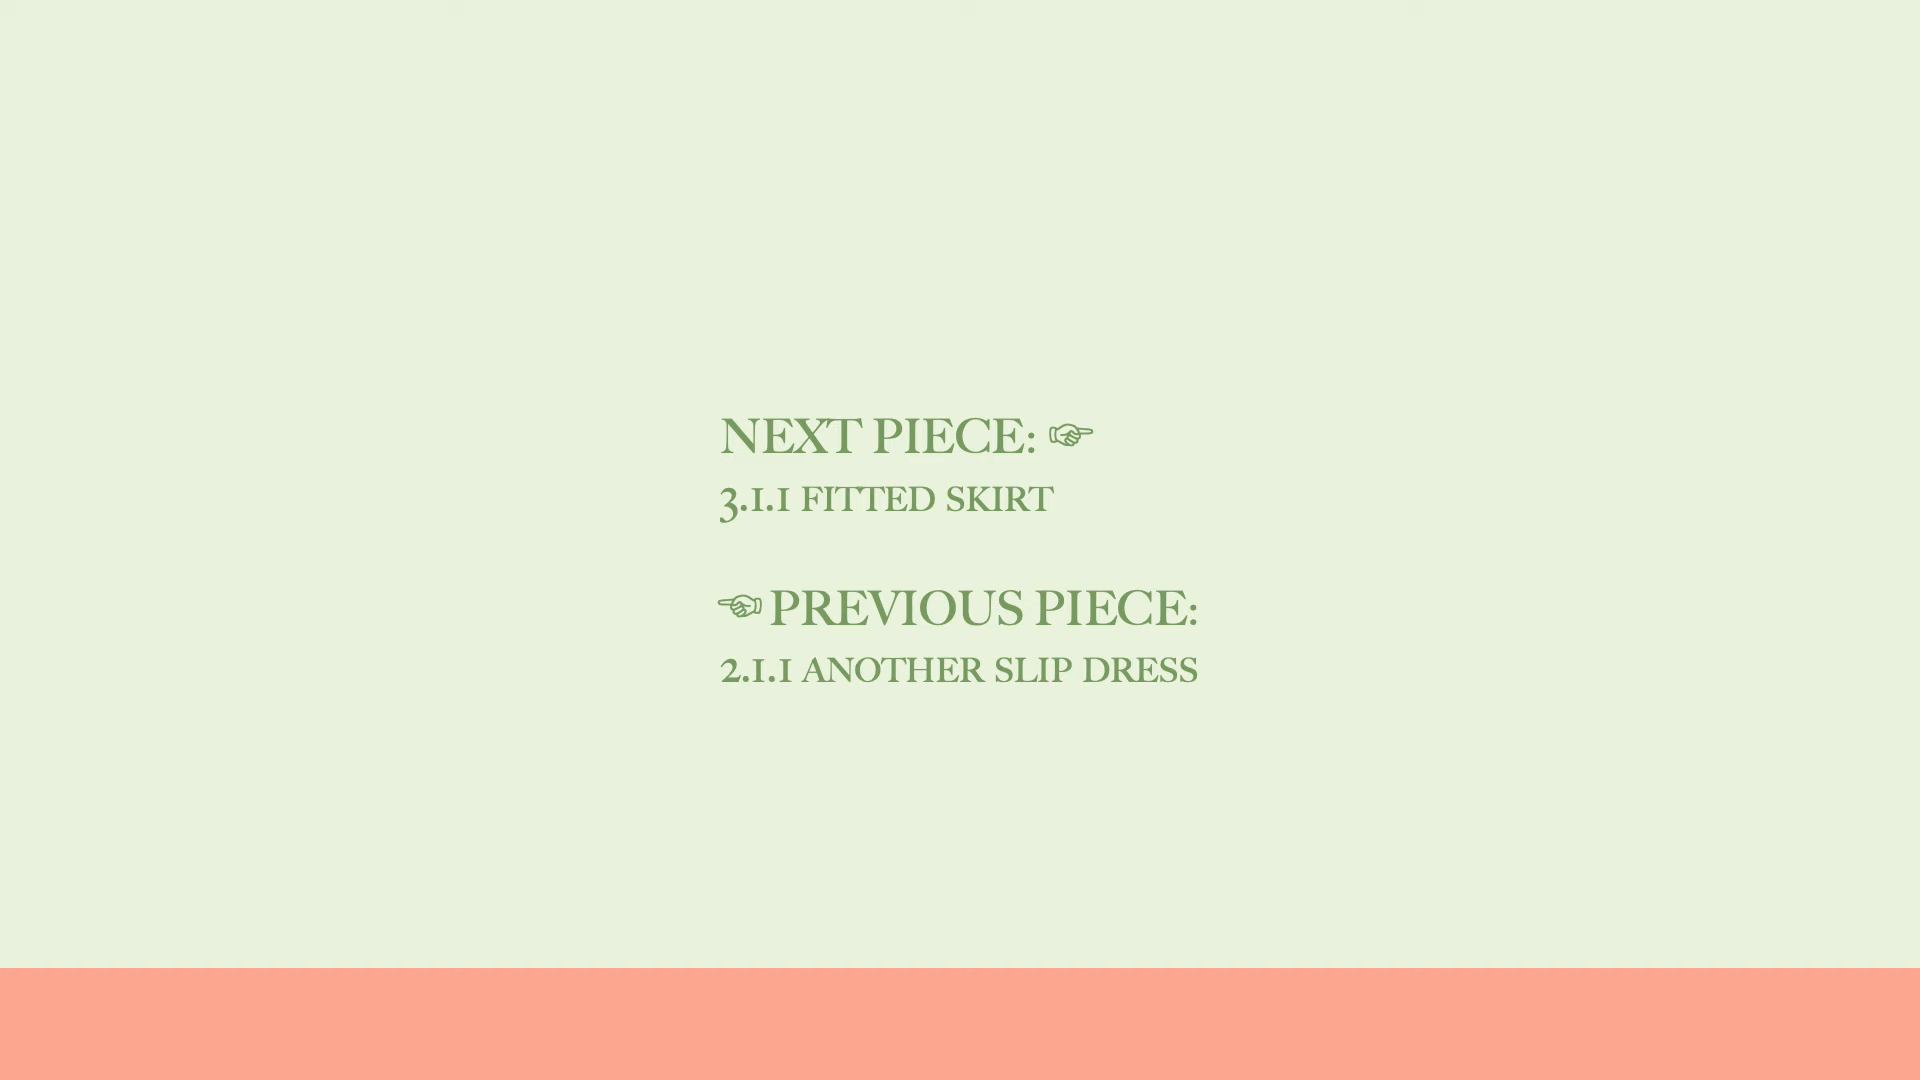 NEXT PIECE: ☞
3.1.1 FITTED SKIRT
☜ PREVIOUS PIECE:
2.1.1 ANOTHER SLIP DRESS